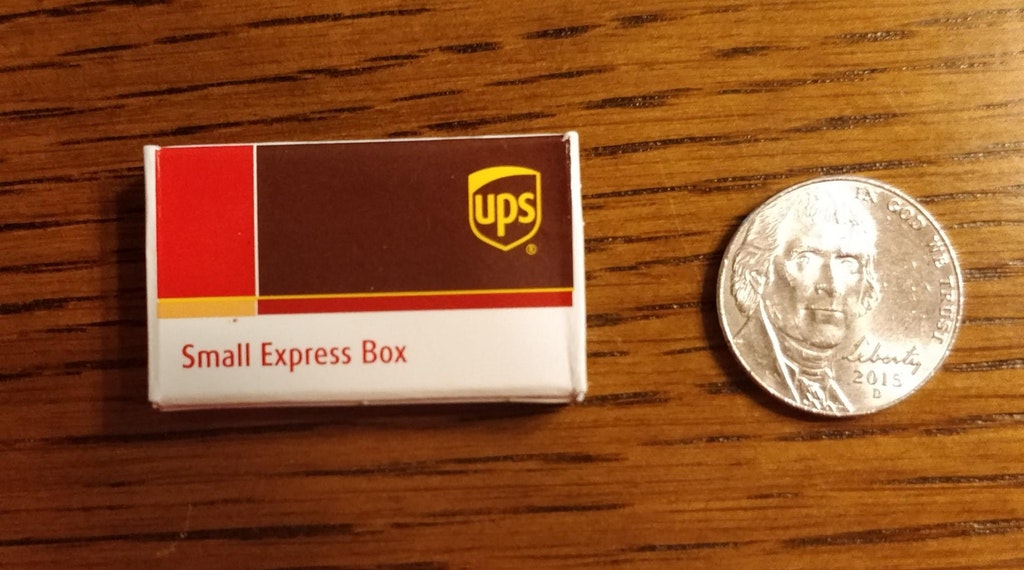 ups
®
Small Express Box
IN GOD WE TRUST
Liberty
2015
D